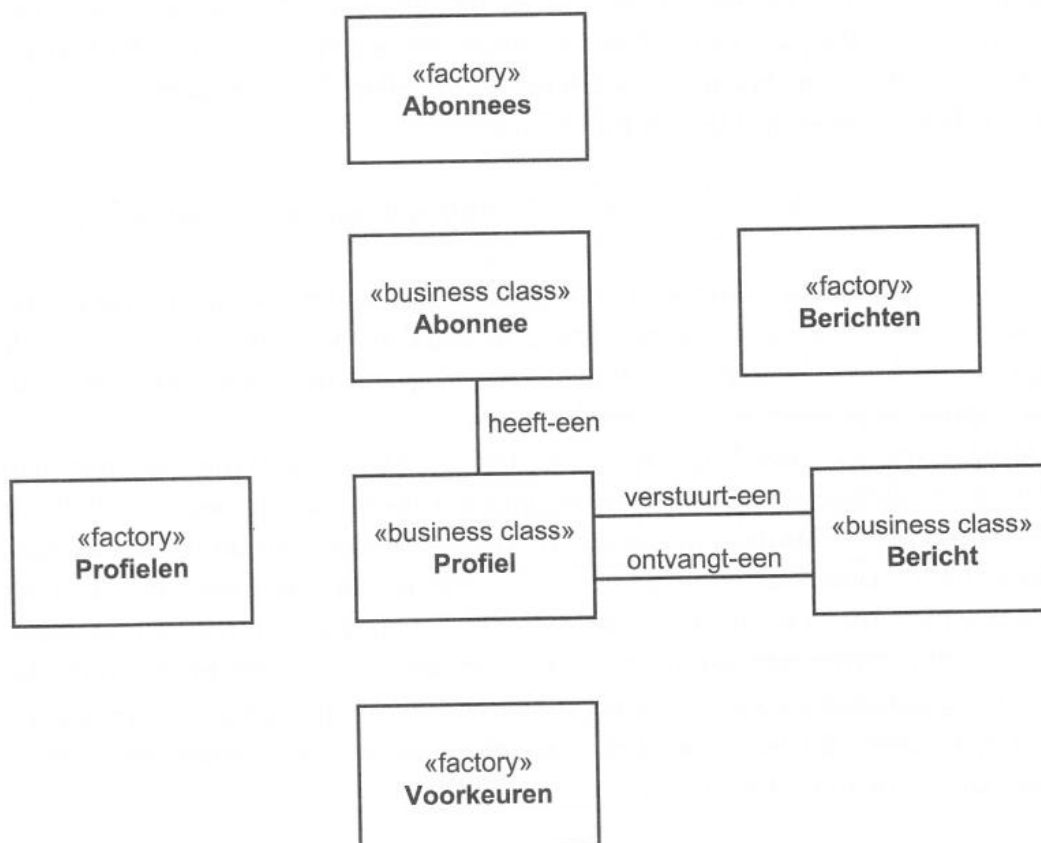 «factory»
Abonnees
«business class»
Abonnee
«factory»
Berichten
heeft-een
«factory»
Profielen
«business class»
Profiel
verstuurt-een
ontvangt-een
«business class»
Bericht
«factory»
Voorkeuren